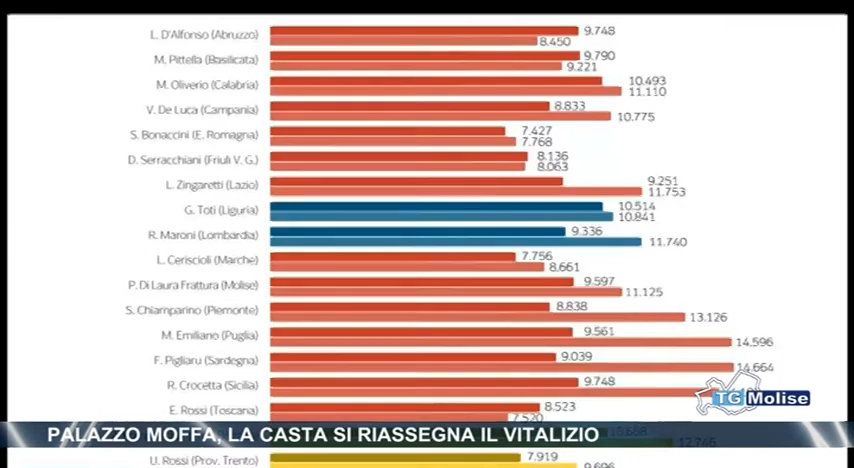 L. D'Alfonso (Abruzzo) 9.748
8.450
M. Pittella (Basilicata) 9.790
9.221
M. Oliverio (Calabria) 10.493
11.110
V. De Luca (Campania) 8.833
10.775
S. Bonaccini (E. Romagna) 7.427
7.768
D. Serracchiani (Friuli V. G.) 8.136
8.063
L. Zingaretti (Lazio) 9.251
11.753
G. Toti (Liguria) 10.514
10.841
R. Maroni (Lombardia) 9.336
11.740
L. Ceriscioli (Marche) 7.756
8.661
P. Di Laura Frattura (Molise) 9.597
11.125
S. Chiamparino (Piemonte) 8.838
13.126
M. Emiliano (Puglia) 9.561
14.596
F. Pigliaru (Sardegna) 9.039
14.664
R. Crocetta (Sicilia) 9.748
TG Molise
E. Rossi (Toscana) 8.523
7.520
PALAZZO MOFFA, LA CASTA SI RIASSEGNA IL VITALIZIO
12.746
U. Rossi (Prov. Trento) 7.919
9.696